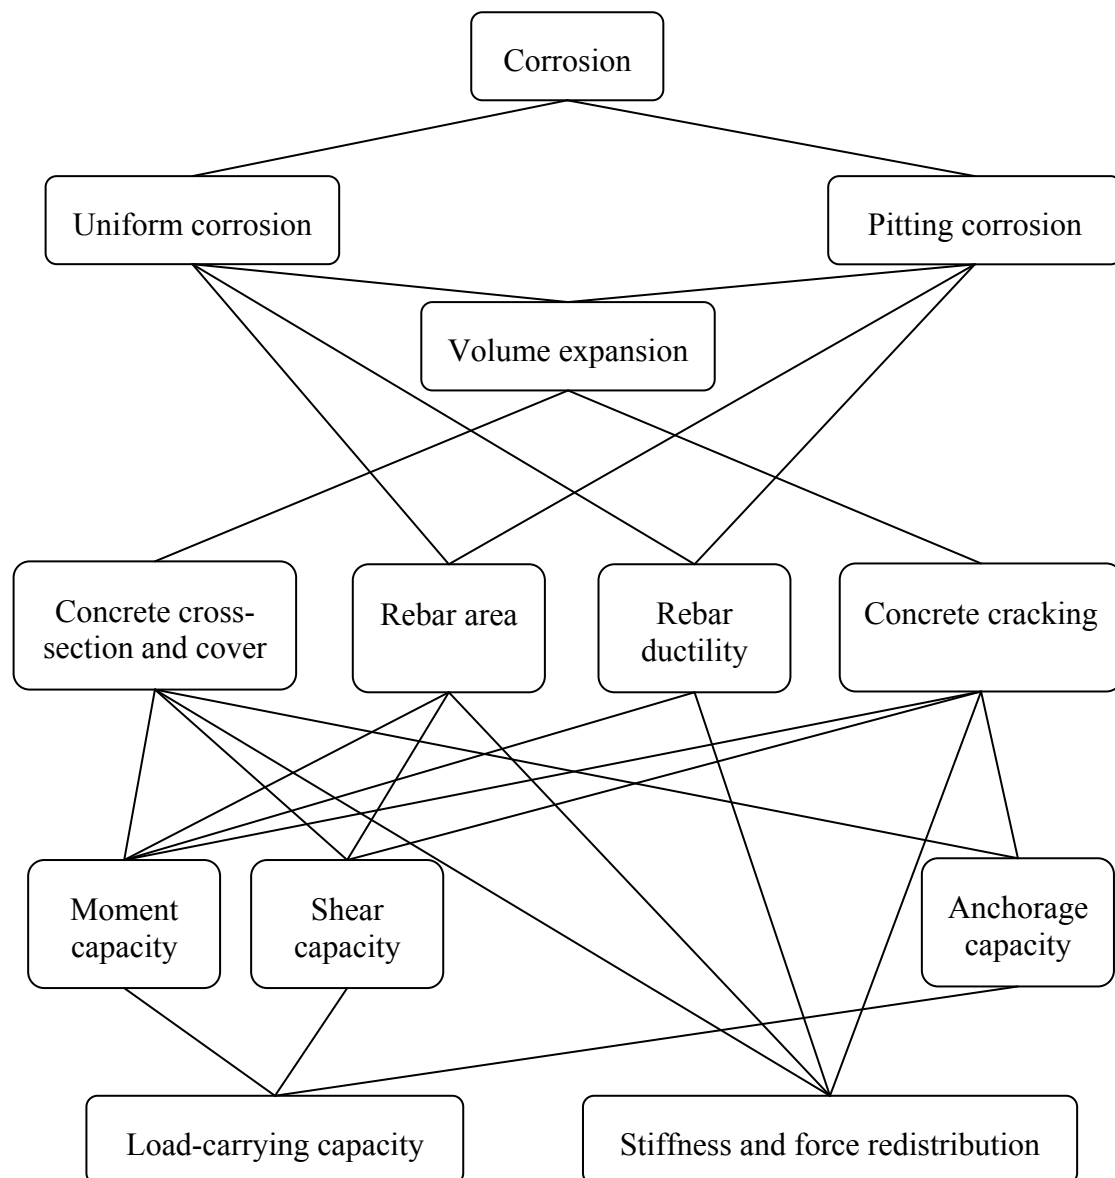 Corrosion
Uniform corrosion
Pitting corrosion
Volume expansion
Concrete cross-
section and cover
Rebar area
Rebar
ductility
Concrete cracking
Moment
capacity
Shear
capacity
Anchorage
capacity
Load-carrying capacity
Stiffness and force redistribution